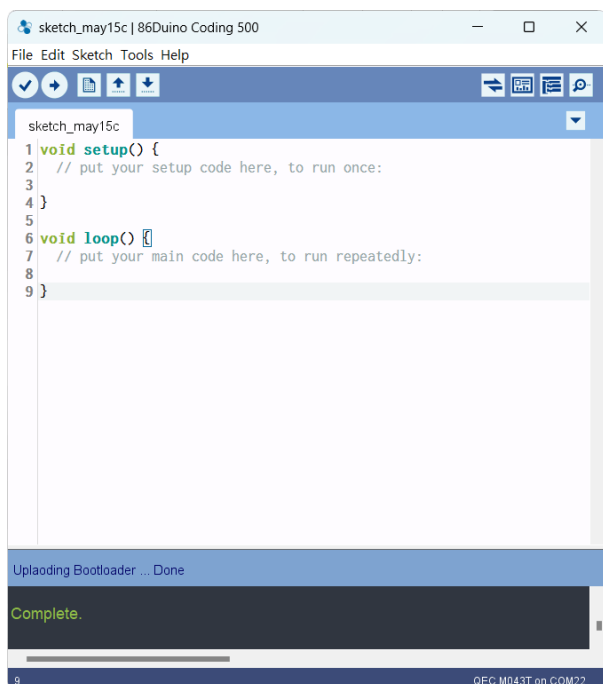 sketch_may15c | 86Duino Coding 500
File Edit Sketch Tools Help
sketch_may15c
1 void setup() {
2   // put your setup code here, to run once:
3
4 }
5
6 void loop() {
7   // put your main code here, to run repeatedly:
8
9 }
Uplaoding Bootloader ... Done
Complete.
9 QEC M043T on COM22